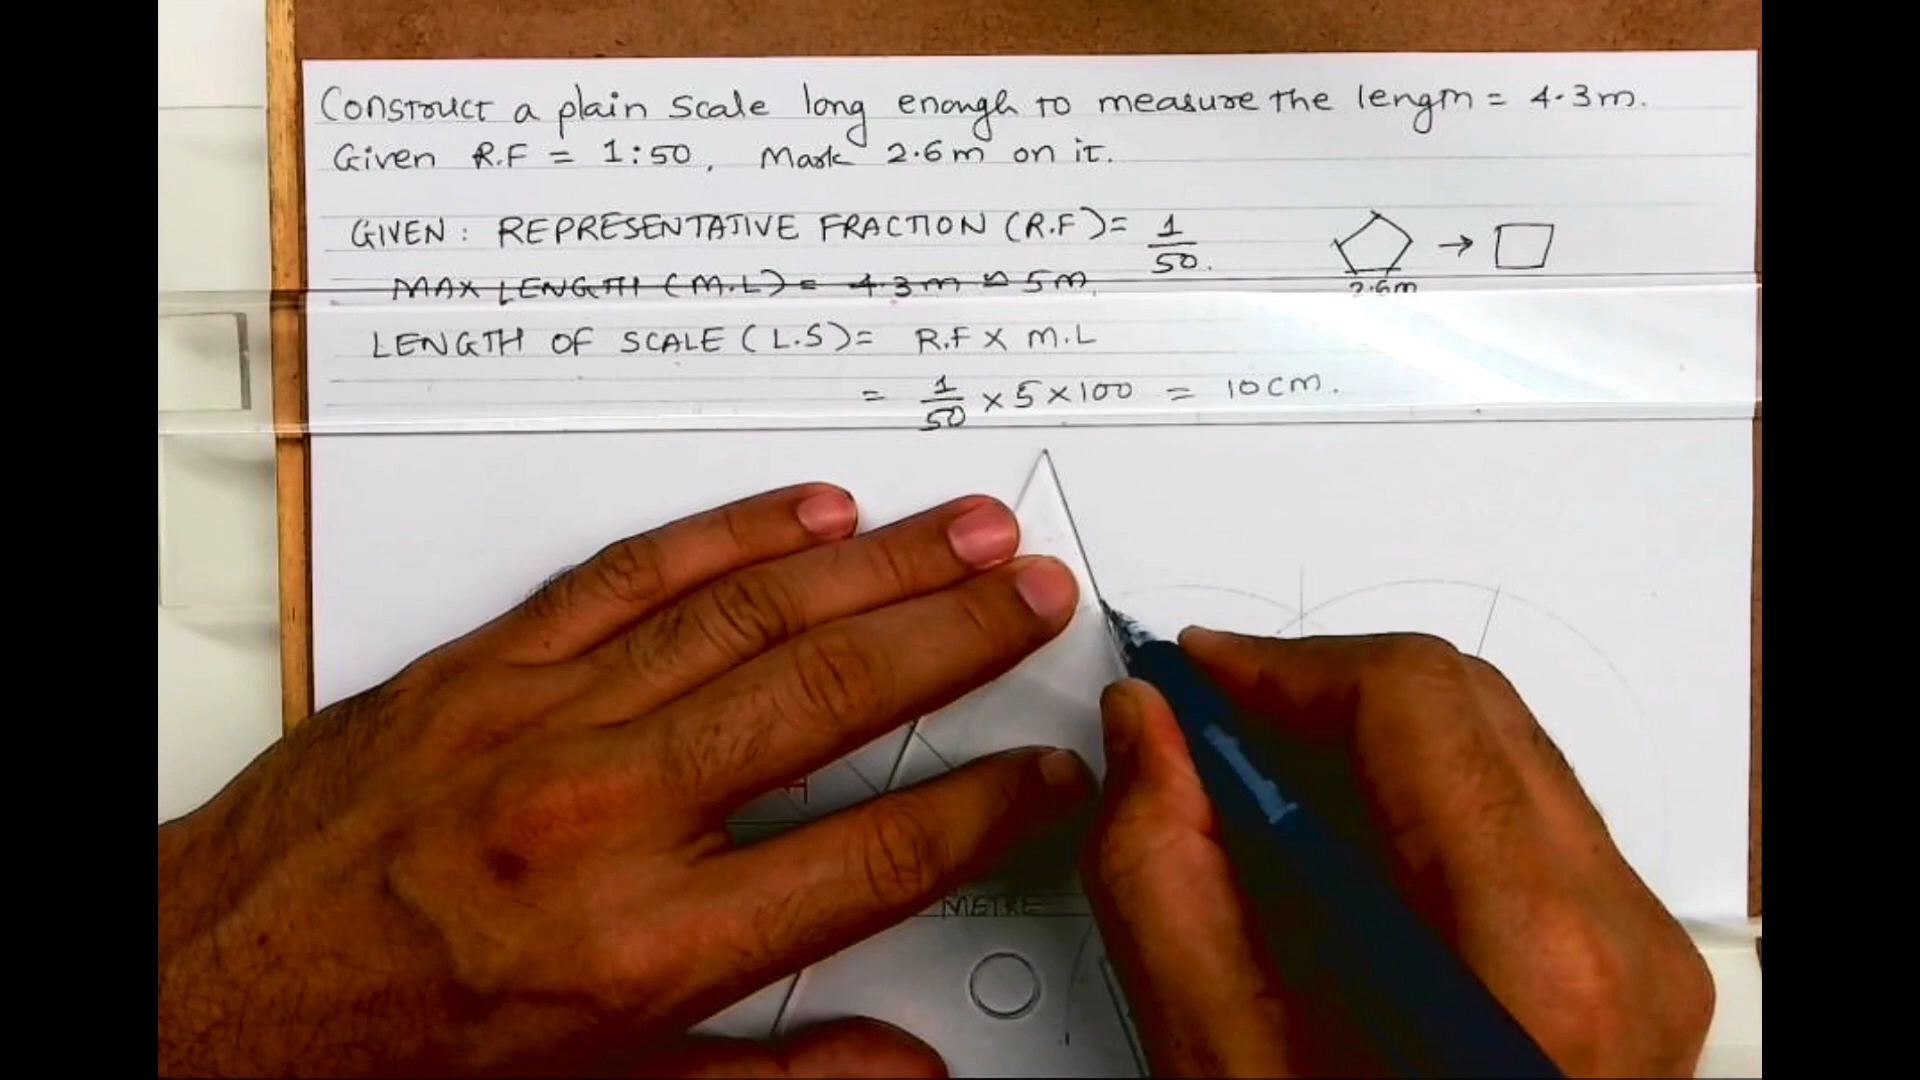 Construct a plain scale long enough to measure the length = 4.3m.
Given R.F = 1:50, Mark 2.6m on it.
GIVEN: REPRESENTATIVE FRACTION (R.F) = 1/50.
MAX LENGTH (M.L) = 4.3m ≃ 5m.
2.6m
LENGTH OF SCALE (L.S) = R.F × M.L
= 1/50 × 5 × 100 = 10cm.
H
METRE